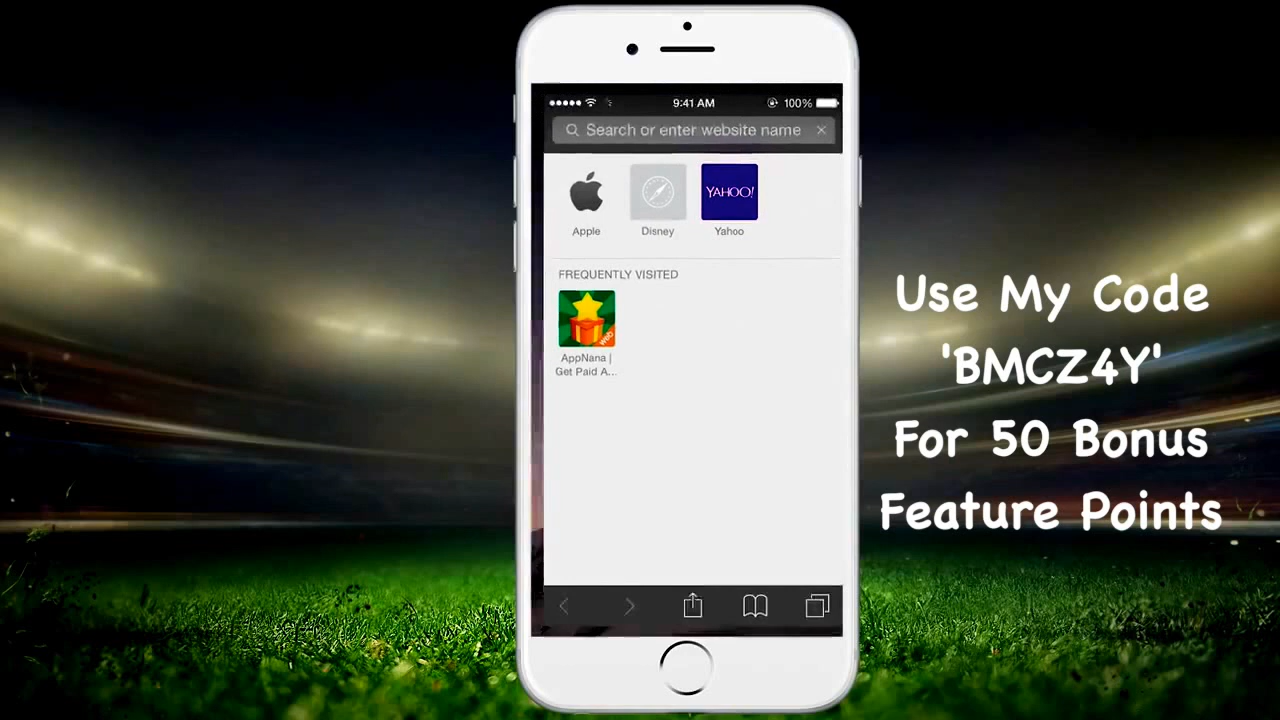 9:41 AM
100%
Search or enter website name
YAHOO!
Apple
Disney
Yahoo
FREQUENTLY VISITED
Web
AppNana |
Get Paid A...
Use My Code
'BMCZ4Y'
For 50 Bonus
Feature Points